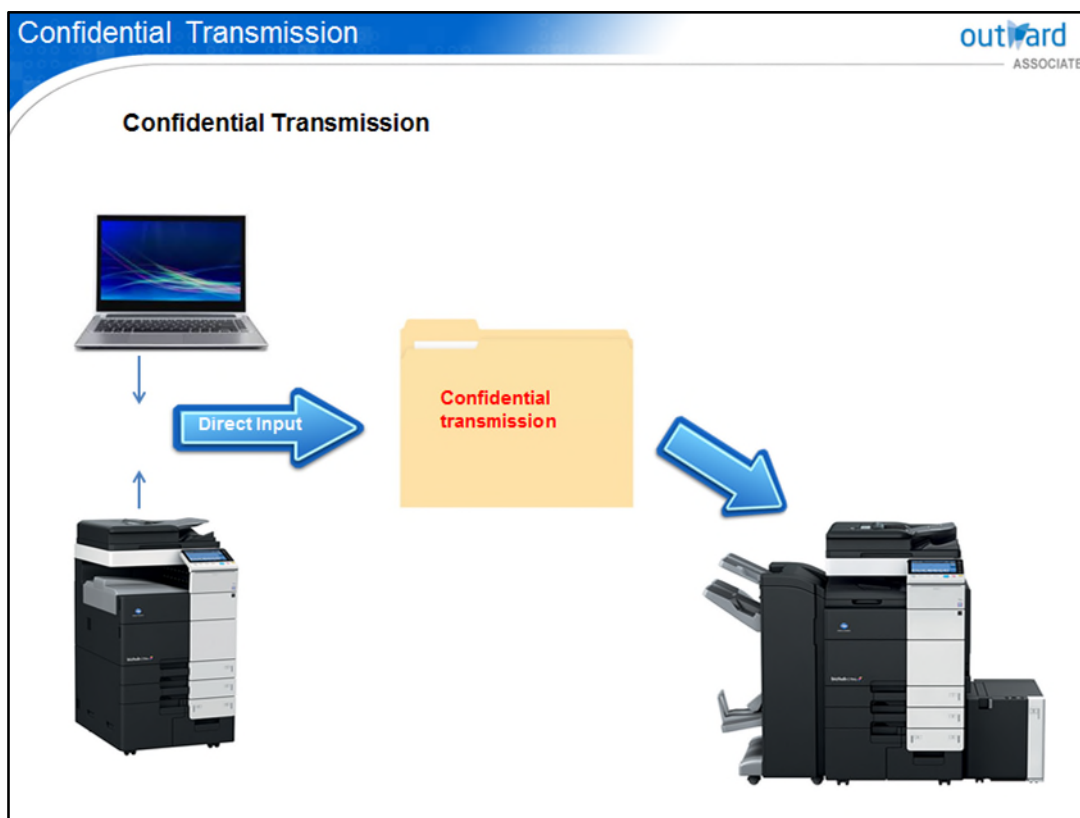 Confidential Transmission
outward
ASSOCIATE
Confidential Transmission
Direct Input
Confidential
transmission